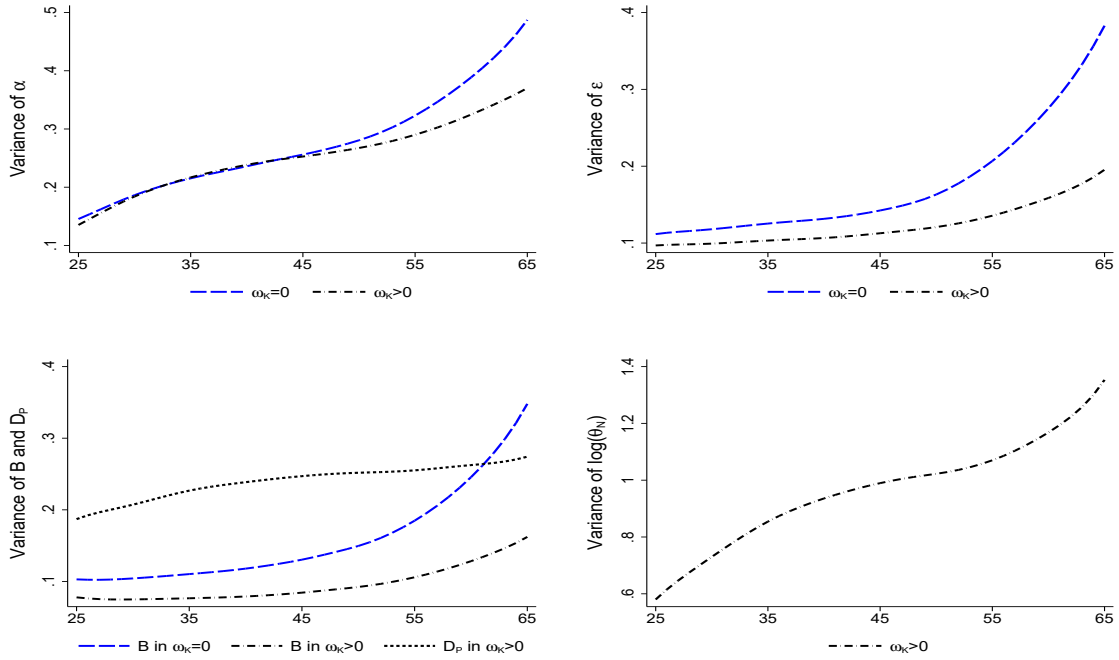 .5
.4
.3
.2
.1
Variance of α
25 35 45 55 65
ωK=0 ωK>0
.4
.3
.2
.1
Variance of ε
25 35 45 55 65
ωK=0 ωK>0
.4
.3
.2
.1
Variance of B and DP
25 35 45 55 65
B in ωK=0 B in ωK>0 DP in ωK>0
1.4
1.2
1
.8
.6
Variance of log(θN)
25 35 45 55 65
ωK>0